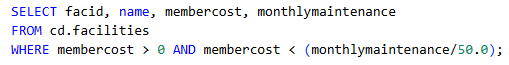 SELECT facid, name, membercost, monthlymaintenance
FROM cd.facilities
WHERE membercost > 0 AND membercost < (monthlymaintenance/50.0);